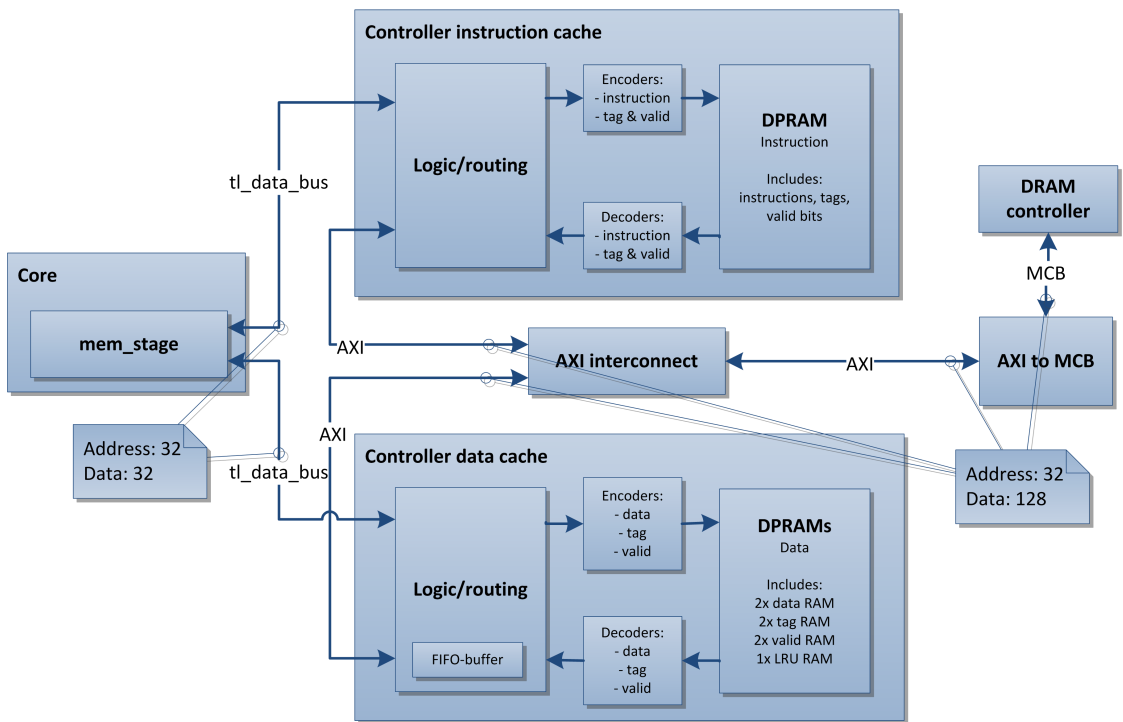 Controller instruction cache
Logic/routing
Encoders:
- instruction
- tag & valid
DPRAM
Instruction
Includes:
instructions, tags,
valid bits
Decoders:
- instruction
- tag & valid
tl_data_bus
DRAM
controller
MCB
Core
mem_stage
AXI
AXI interconnect
AXI
AXI to MCB
AXI
Address: 32
Data: 32
tl_data_bus
Address: 32
Data: 128
Controller data cache
Logic/routing
FIFO-buffer
Encoders:
- data
- tag
- valid
DPRAMs
Data
Includes:
2x data RAM
2x tag RAM
2x valid RAM
1x LRU RAM
Decoders:
- data
- tag
- valid